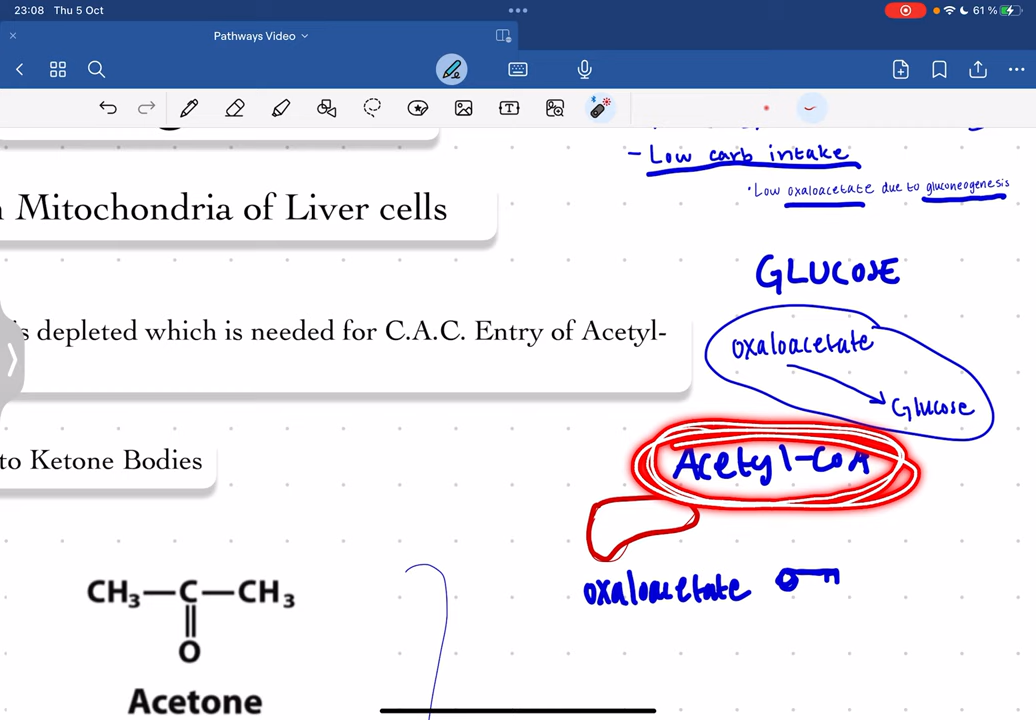 23:08 Thu 5 Oct
61 %
Pathways Video
- Low carb intake
• Low oxaloacetate due to gluconeogenesis
Mitochondria of Liver cells
GLUCOSE
is depleted which is needed for C.A.C. Entry of Acetyl-
oxaloacetate
Glucose
to Ketone Bodies
Acetyl-CoA
oxaloacetate
CH₃—C—CH₃
O
Acetone